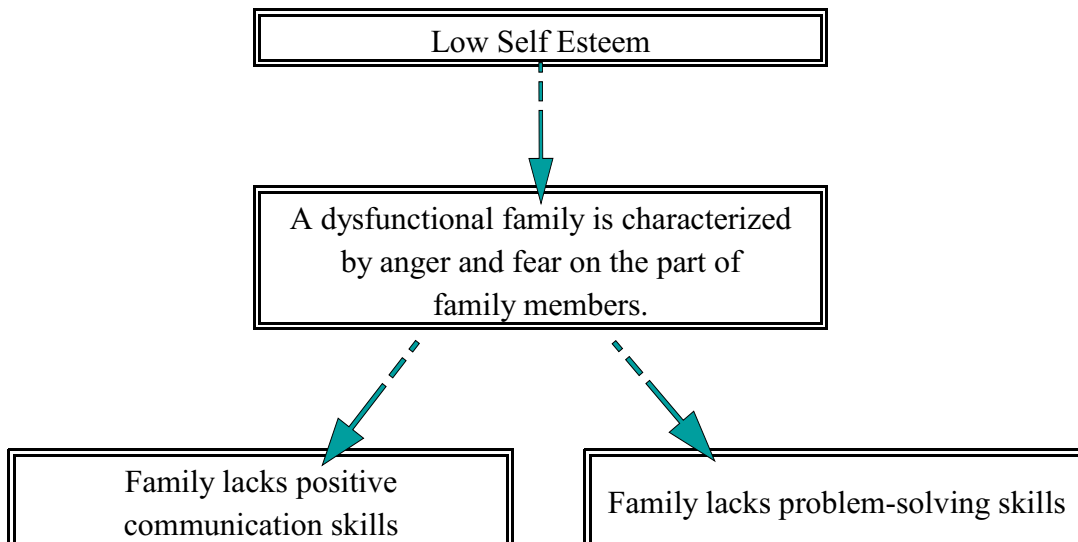 Low Self Esteem
A dysfunctional family is characterized
by anger and fear on the part of
family members.
Family lacks positive
communication skills
Family lacks problem-solving skills